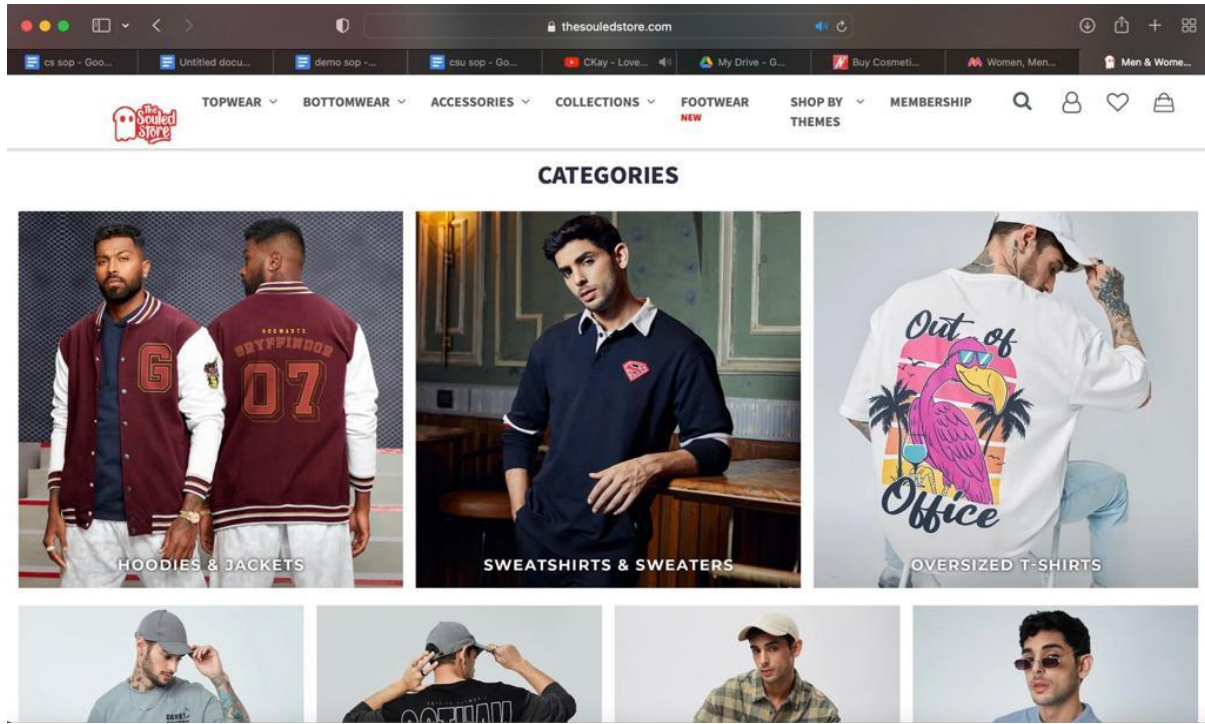 thesouledstore.com
cs sop - Goo...
Untitled docu...
demo sop -...
csu sop - Go...
CKay - Love...
My Drive - G...
Buy Cosmeti...
Women, Men...
Men & Wome...
The Souled Store
TOPWEAR
BOTTOMWEAR
ACCESSORIES
COLLECTIONS
FOOTWEAR
NEW
SHOP BY
THEMES
MEMBERSHIP
CATEGORIES
G
HOGWARTS
GRYFFINDOR
07
HOODIES & JACKETS
SWEATSHIRTS & SWEATERS
Out of
Office
OVERSIZED T-SHIRTS
GOTHAM